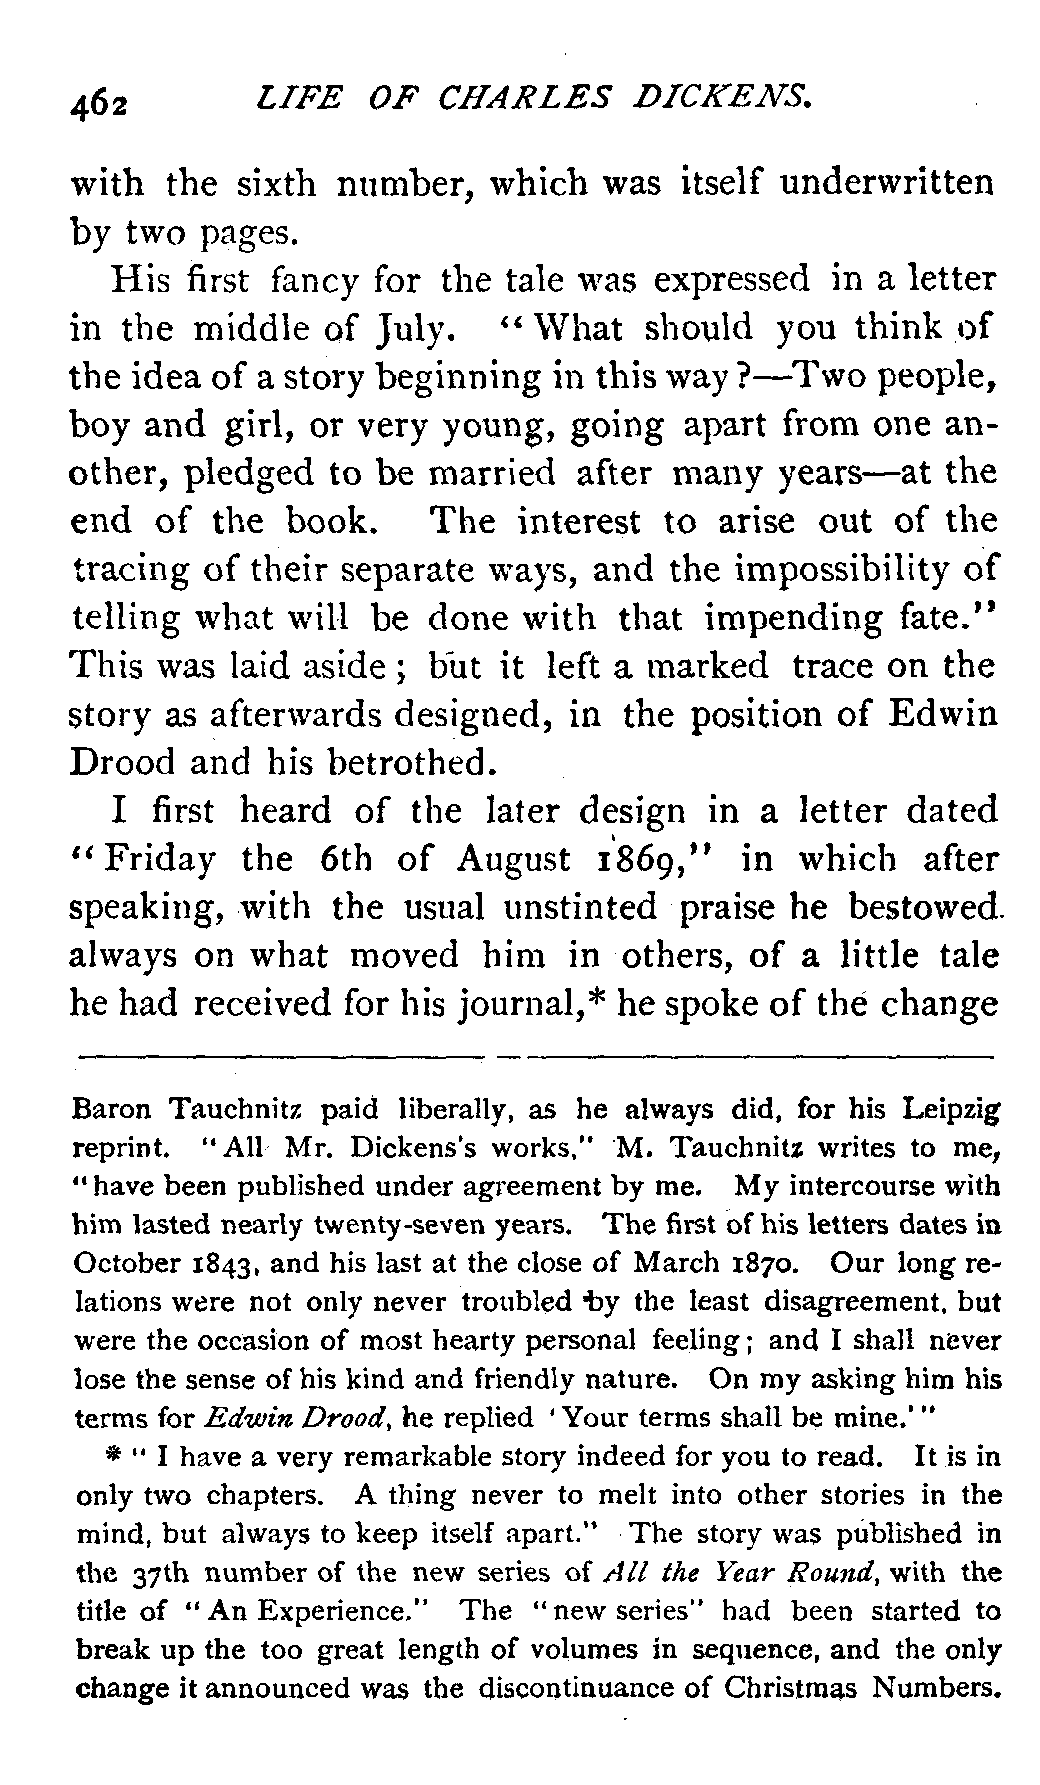 462 LIFE OF CHARLES DICKENS.
with the sixth number, which was itself underwritten
by two pages.
His first fancy for the tale was expressed in a letter
in the middle of July. “What should you think of
the idea of a story beginning in this way?—Two people,
boy and girl, or very young, going apart from one an-
other, pledged to be married after many years—at the
end of the book. The interest to arise out of the
tracing of their separate ways, and the impossibility of
telling what will be done with that impending fate.”
This was laid aside; but it left a marked trace on the
story as afterwards designed, in the position of Edwin
Drood and his betrothed.
I first heard of the later design in a letter dated
“Friday the 6th of August 1869,” in which after
speaking, with the usual unstinted praise he bestowed
always on what moved him in others, of a little tale
he had received for his journal,* he spoke of the change
Baron Tauchnitz paid liberally, as he always did, for his Leipzig
reprint. “All Mr. Dickens's works,” M. Tauchnitz writes to me,
“have been published under agreement by me. My intercourse with
him lasted nearly twenty-seven years. The first of his letters dates in
October 1843, and his last at the close of March 1870. Our long re-
lations were not only never troubled by the least disagreement, but
were the occasion of most hearty personal feeling; and I shall never
lose the sense of his kind and friendly nature. On my asking him his
terms for Edwin Drood, he replied ‘Your terms shall be mine.’”
* “I have a very remarkable story indeed for you to read. It is in
only two chapters. A thing never to melt into other stories in the
mind, but always to keep itself apart.” The story was published in
the 37th number of the new series of All the Year Round, with the
title of “An Experience.” The “new series” had been started to
break up the too great length of volumes in sequence, and the only
change it announced was the discontinuance of Christmas Numbers.